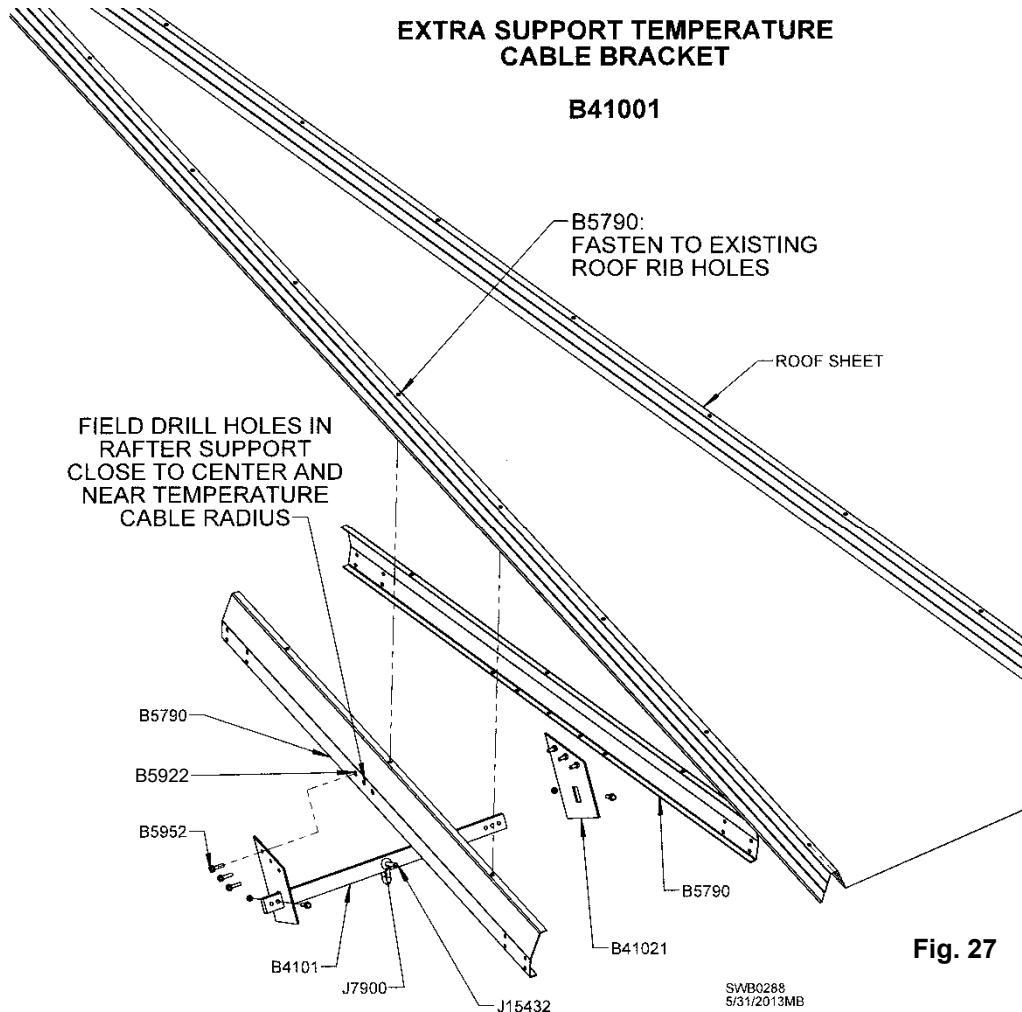 EXTRA SUPPORT TEMPERATURE
CABLE BRACKET
B41001
B5790:
FASTEN TO EXISTING
ROOF RIB HOLES
ROOF SHEET
FIELD DRILL HOLES IN
RAFTER SUPPORT
CLOSE TO CENTER AND
NEAR TEMPERATURE
CABLE RADIUS
B5790
B5922
B5952
B4101
J7900
J15432
B41021
B5790
Fig. 27
SWB0288
5/31/2013MB